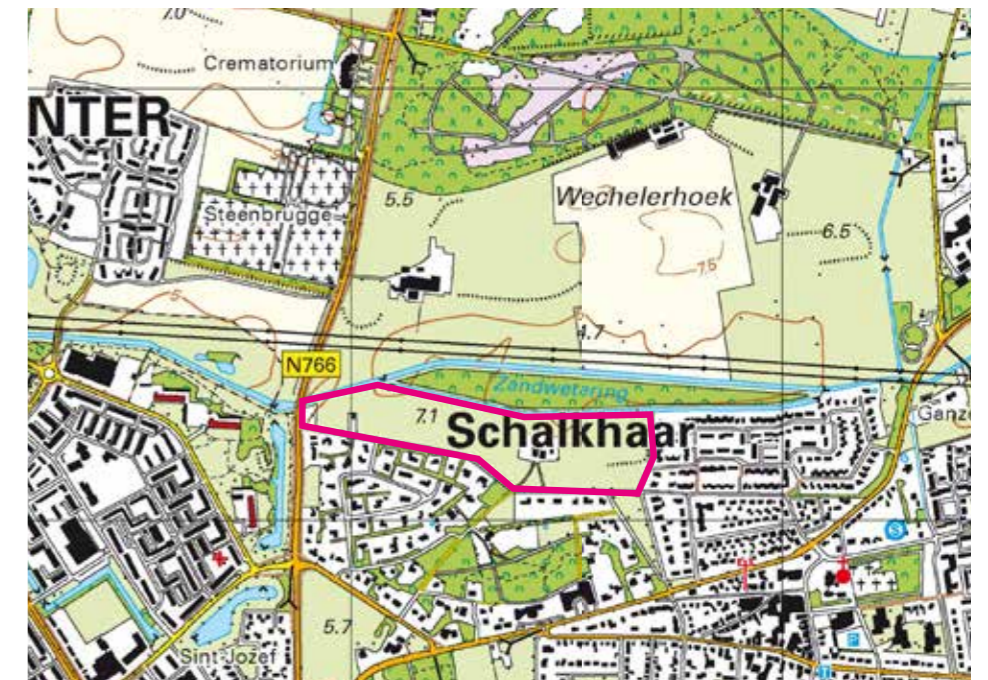 7.0
Crematorium
NTER
Steenbrugge
5.5
Wechelerhoek
6.5
7.5
5
4.7
N766
Zandwetering
7.1
Schalkhaar
Ganze
S
5.7
P
Sint-Jozef